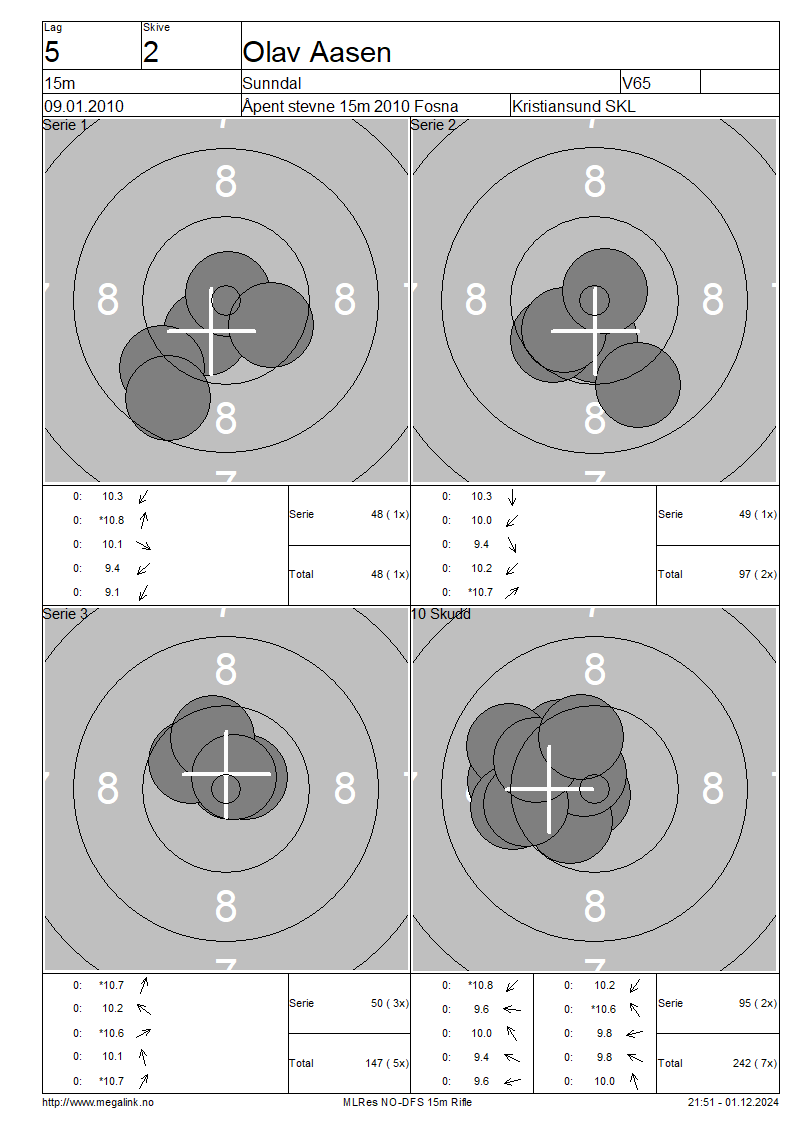 Lag
Skive
5
2
Olav Aasen
15m
Sunndal
V65
09.01.2010
Åpent stevne 15m 2010 Fosna
Kristiansund SKL
Serie 1
Serie 2
7
7
8
8
7
8
8
8
8
7
8
8
7
7
0: 10.3
0: *10.8
0: 10.1
0: 9.4
0: 9.1
Serie 48 ( 1x)
Total 48 ( 1x)
0: 10.3
0: 10.0
0: 9.4
0: 10.2
0: *10.7
Serie 49 ( 1x)
Total 97 ( 2x)
Serie 3
10 Skudd
7
7
8
8
7
8
8
8
7
8
8
7
7
0: *10.7
0: 10.2
0: *10.6
0: 10.1
0: *10.7
Serie 50 ( 3x)
Total 147 ( 5x)
0: *10.8
0: 9.6
0: 10.0
0: 9.4
0: 9.6
0: 10.2
0: *10.6
0: 9.8
0: 9.8
0: 10.0
Serie 95 ( 2x)
Total 242 ( 7x)
http://www.megalink.no
MLRes NO-DFS 15m Rifle
21:51 - 01.12.2024